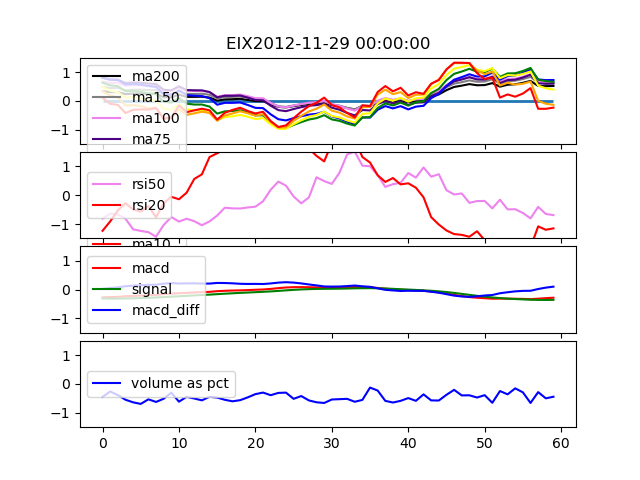 EIX2012-11-29 00:00:00
1
0
−1
ma200
ma150
ma100
ma75
1
0
−1
rsi50
rsi20
ma10
1
0
−1
macd
signal
macd_diff
1
0
−1
volume as pct
0
10
20
30
40
50
60